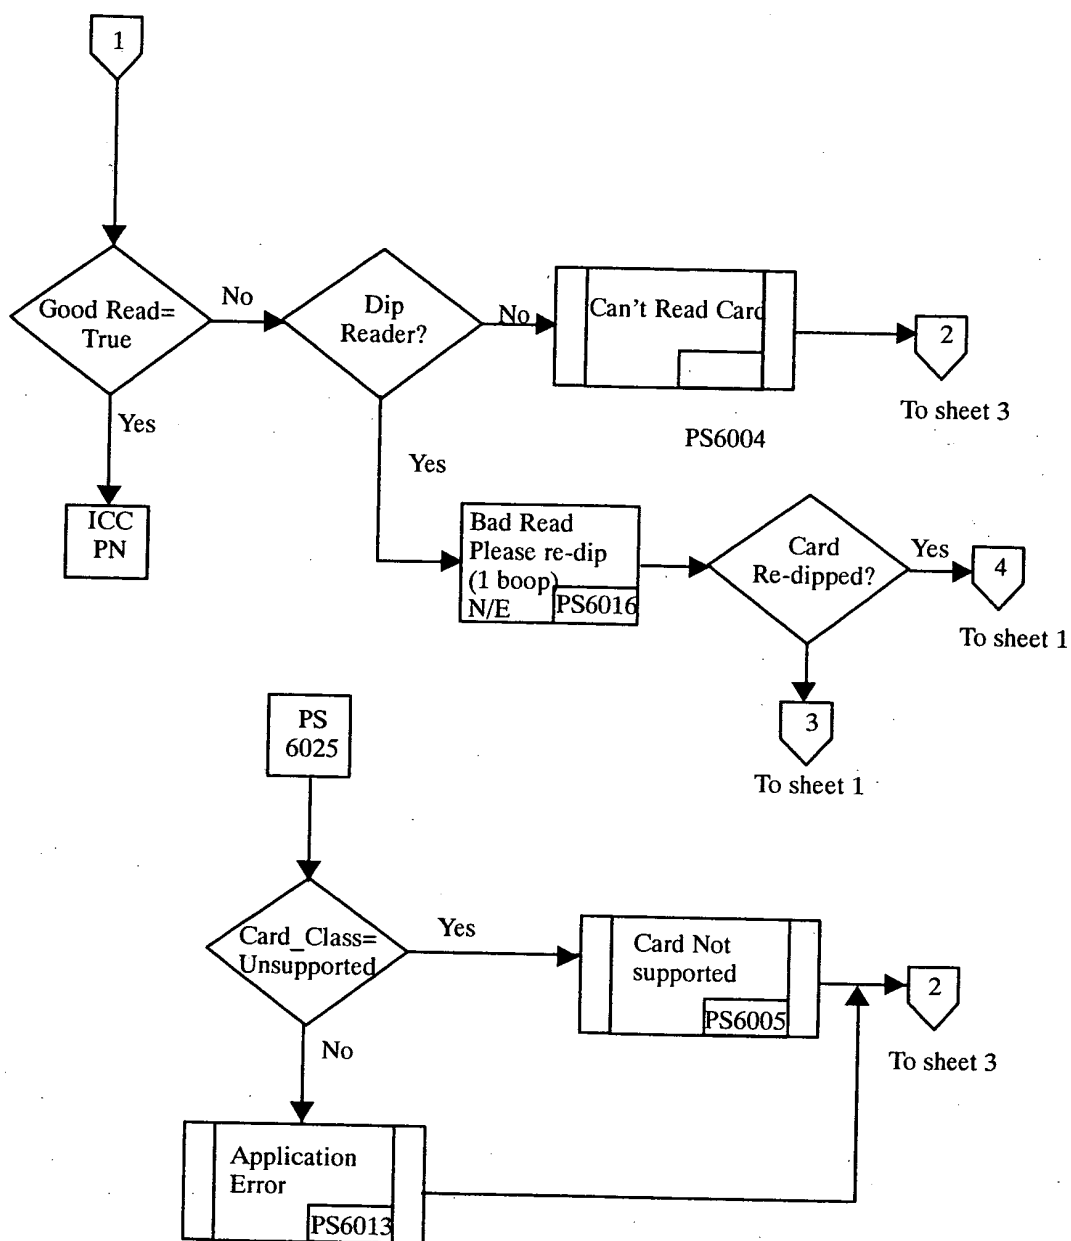 1
Good Read=
True
No
Dip
Reader?
No
Can't Read Card
2
To sheet 3
PS6004
Yes
ICC
PN
Yes
Bad Read
Please re-dip
(1 boop)
N/E
PS6016
Card
Re-dipped?
Yes
4
To sheet 1
3
To sheet 1
PS
6025
Card_Class=
Unsupported
Yes
Card Not
supported
PS6005
2
To sheet 3
No
Application
Error
PS6013